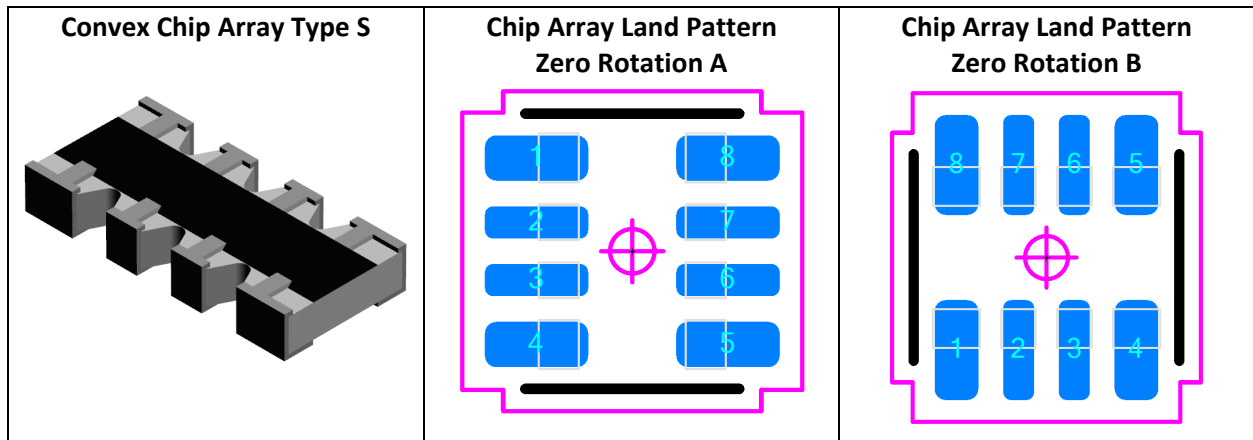 Convex Chip Array Type S
Chip Array Land Pattern
Zero Rotation A
1 8
2 7
3 6
4 5
Chip Array Land Pattern
Zero Rotation B
8 7 6 5
1 2 3 4